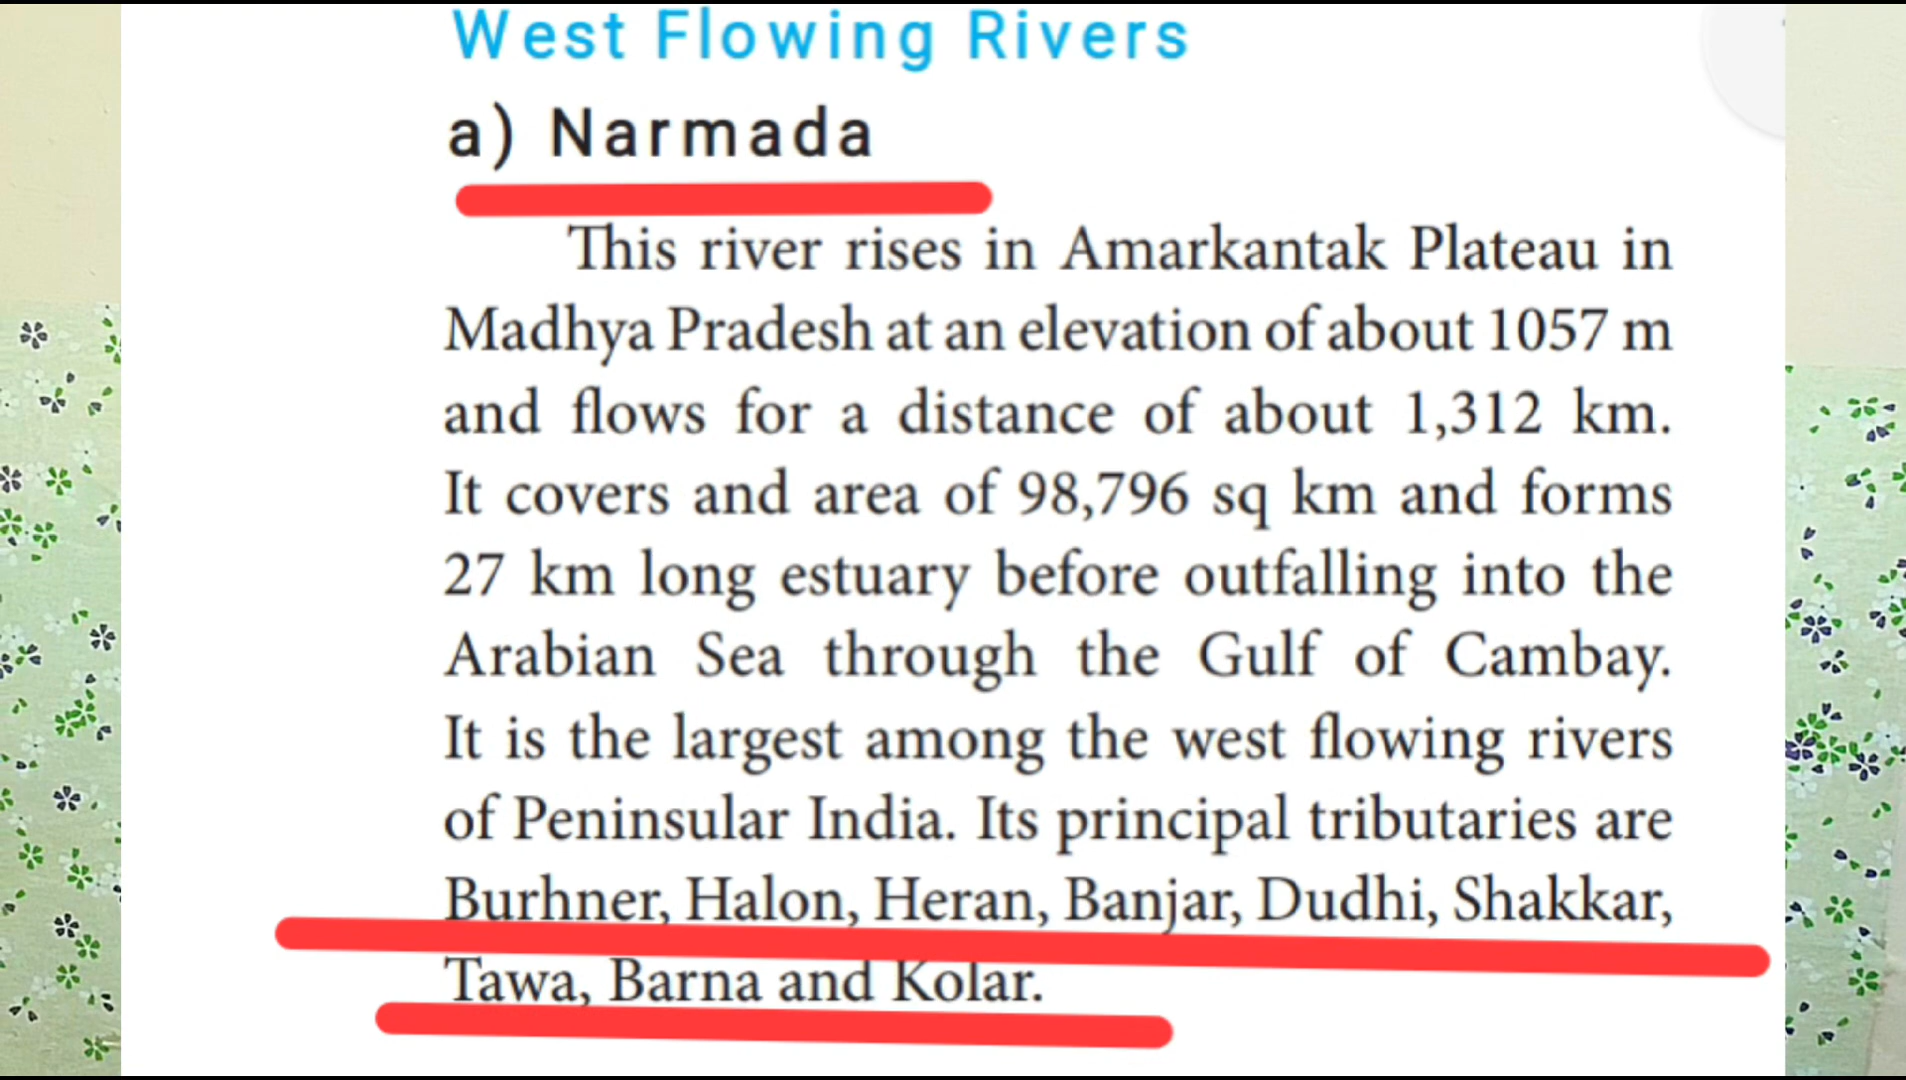 West Flowing Rivers
a) Narmada
This river rises in Amarkantak Plateau in
Madhya Pradesh at an elevation of about 1057 m
and flows for a distance of about 1,312 km.
It covers and area of 98,796 sq km and forms
27 km long estuary before outfalling into the
Arabian Sea through the Gulf of Cambay.
It is the largest among the west flowing rivers
of Peninsular India. Its principal tributaries are
Burhner, Halon, Heran, Banjar, Dudhi, Shakkar,
Tawa, Barna and Kolar.